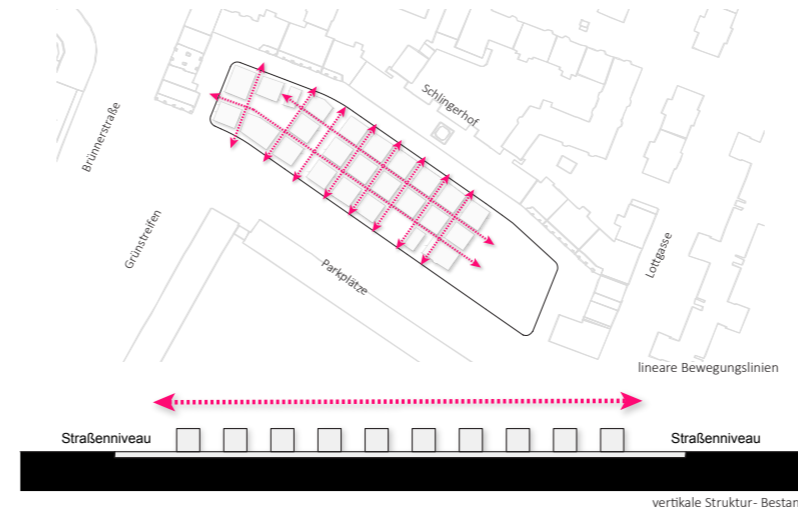 Schlingerhof
Brünnerstraße
Grünstreifen
Parkplätze
Lottgasse
lineare Bewegungslinien
Straßenniveau
Straßenniveau
vertikale Struktur- Bestan